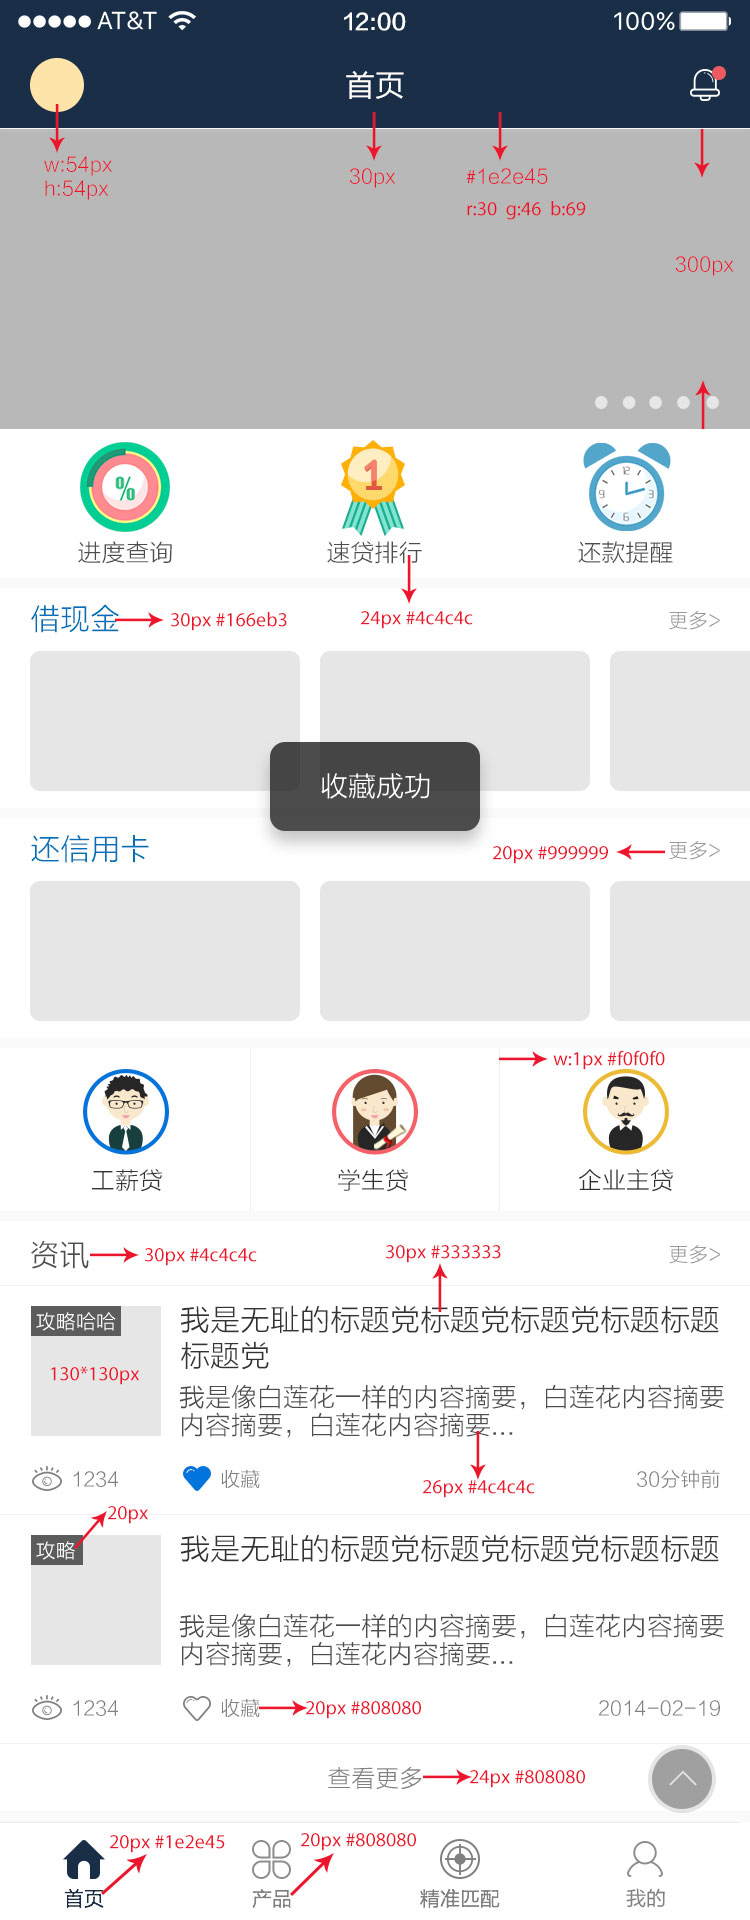 AT&T 12:00 100%
首页
w:54px
h:54px
30px
#1e2e45
r:30 g:46 b:69
300px
%
1
12
3
6
9
进度查询
速贷排行
还款提醒
借现金
30px #166eb3
24px #4c4c4c
更多>
收藏成功
还信用卡
20px #999999
更多>
w:1px #f0f0f0
工薪贷
学生贷
企业主贷
资讯
30px #4c4c4c
30px #333333
更多>
攻略哈哈
130*130px
我是无耻的标题党标题党标题党标题标题
标题党
我是像白莲花一样的内容摘要，白莲花内容摘要
内容摘要，白莲花内容摘要...
1234
收藏
26px #4c4c4c
30分钟前
20px
攻略
我是无耻的标题党标题党标题党标题标题
我是像白莲花一样的内容摘要，白莲花内容摘要
内容摘要，白莲花内容摘要...
1234
收藏
20px #808080
2014-02-19
查看更多
24px #808080
20px #1e2e45
20px #808080
首页
产品
精准匹配
我的